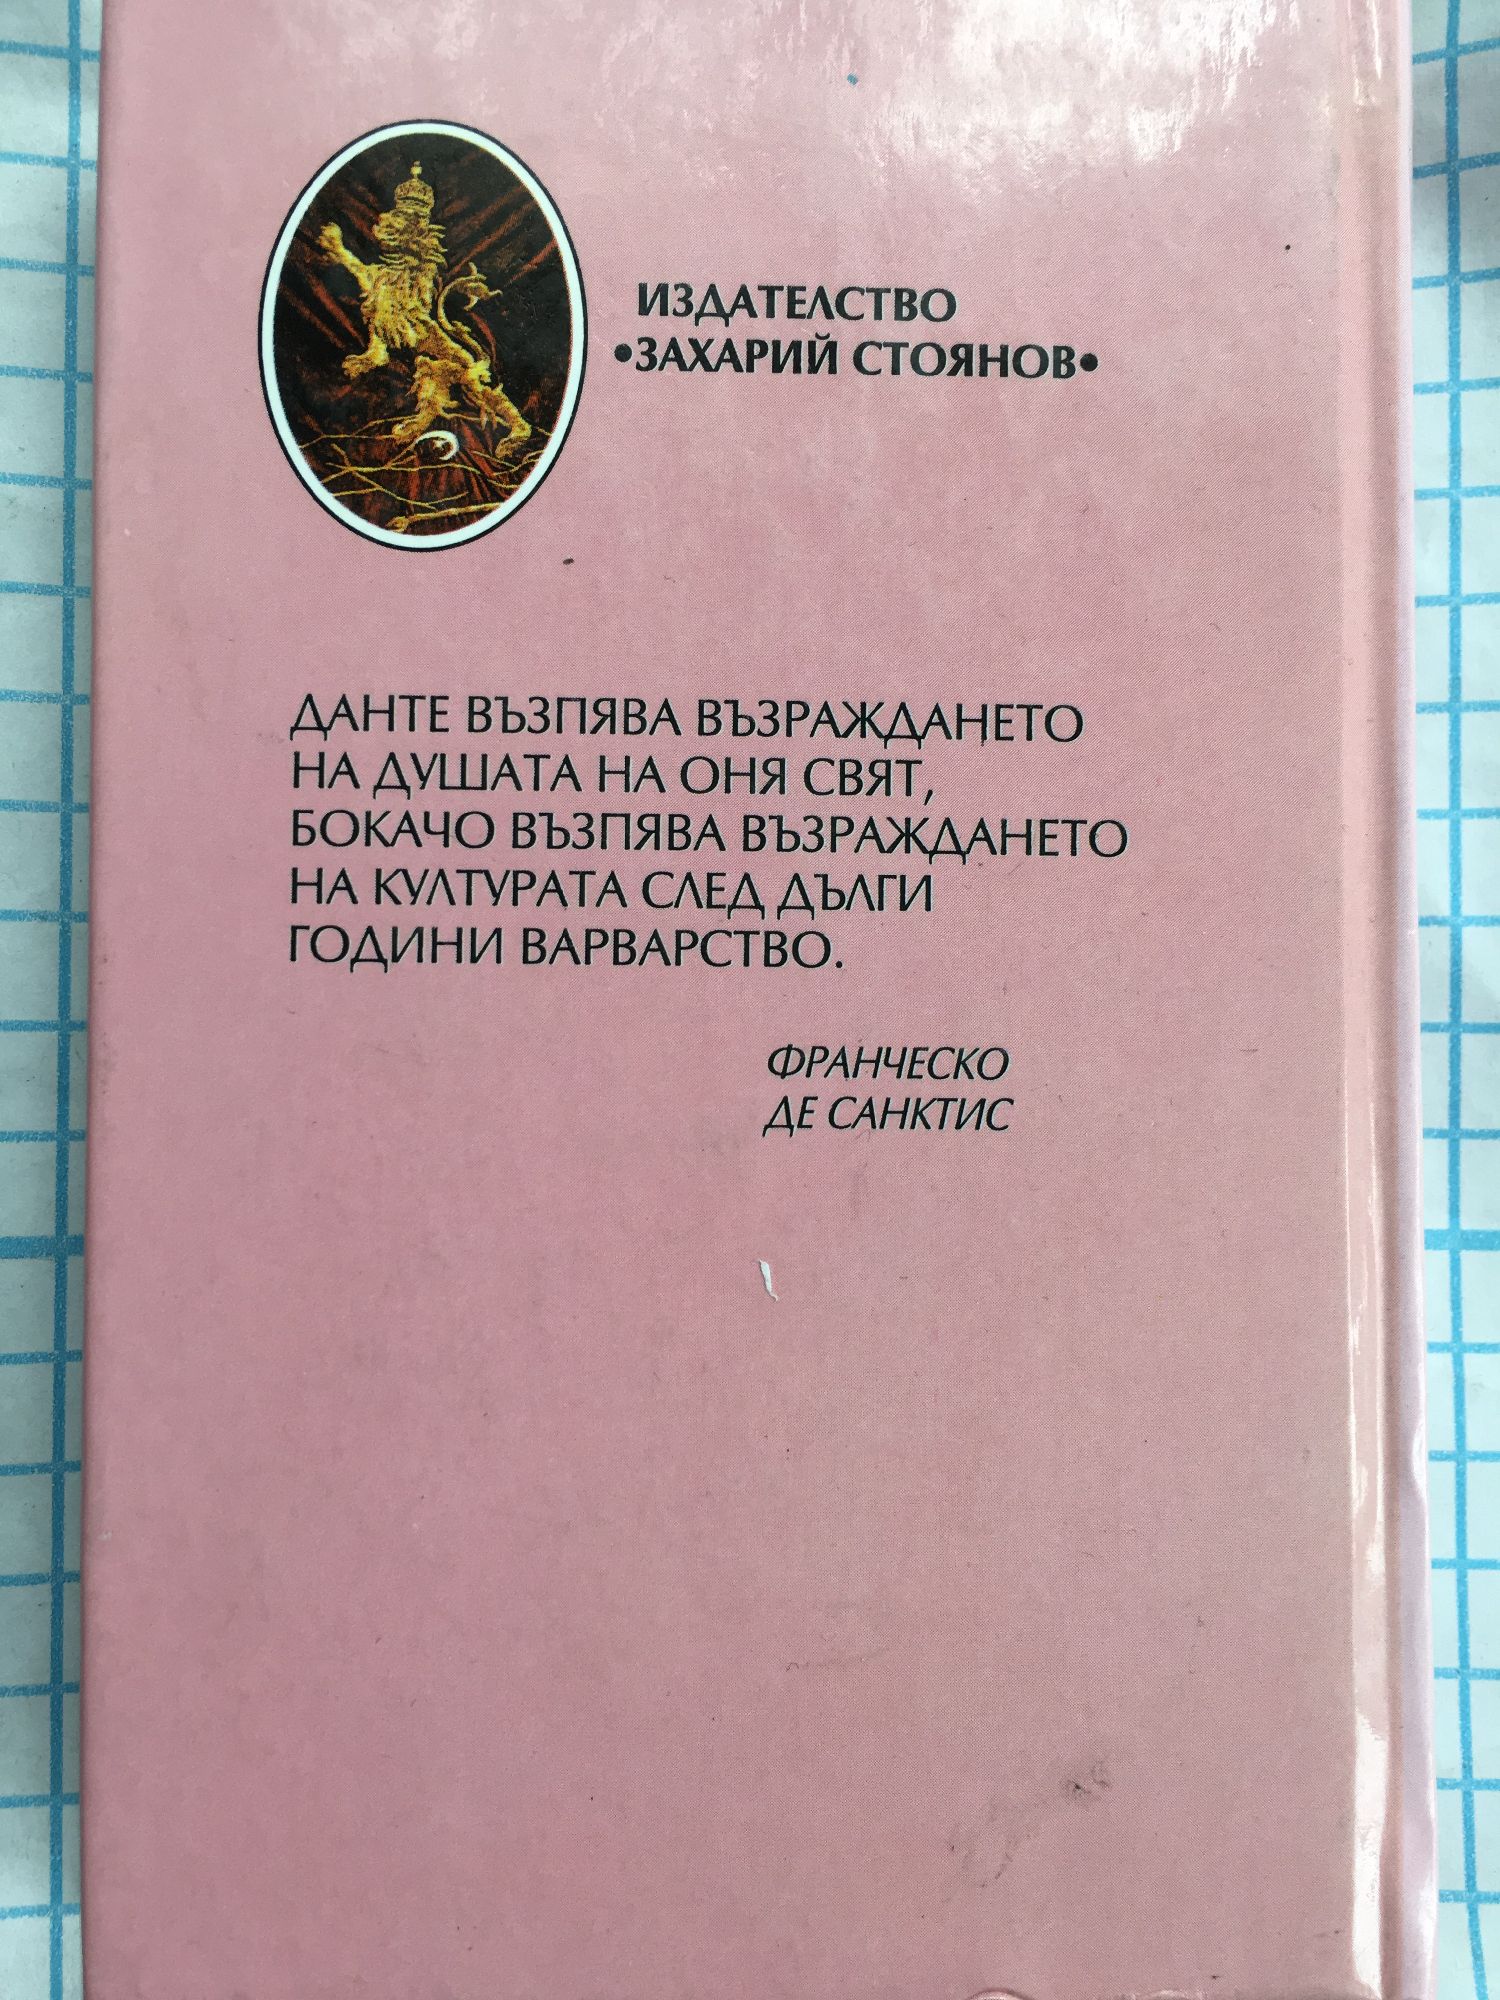 ИЗДАТЕЛСТВО
•ЗАХАРИЙ СТОЯНОВ•
ДАНТЕ ВЪЗПЯВА ВЪЗРАЖДАНЕТО
НА ДУШАТА НА ОНЯ СВЯТ,
БОКАЧО ВЪЗПЯВА ВЪЗРАЖДАНЕТО
НА КУЛТУРАТА СЛЕД ДЪЛГИ
ГОДИНИ ВАРВАРСТВО.
ФРАНЧЕСКО
ДЕ САНКТИС